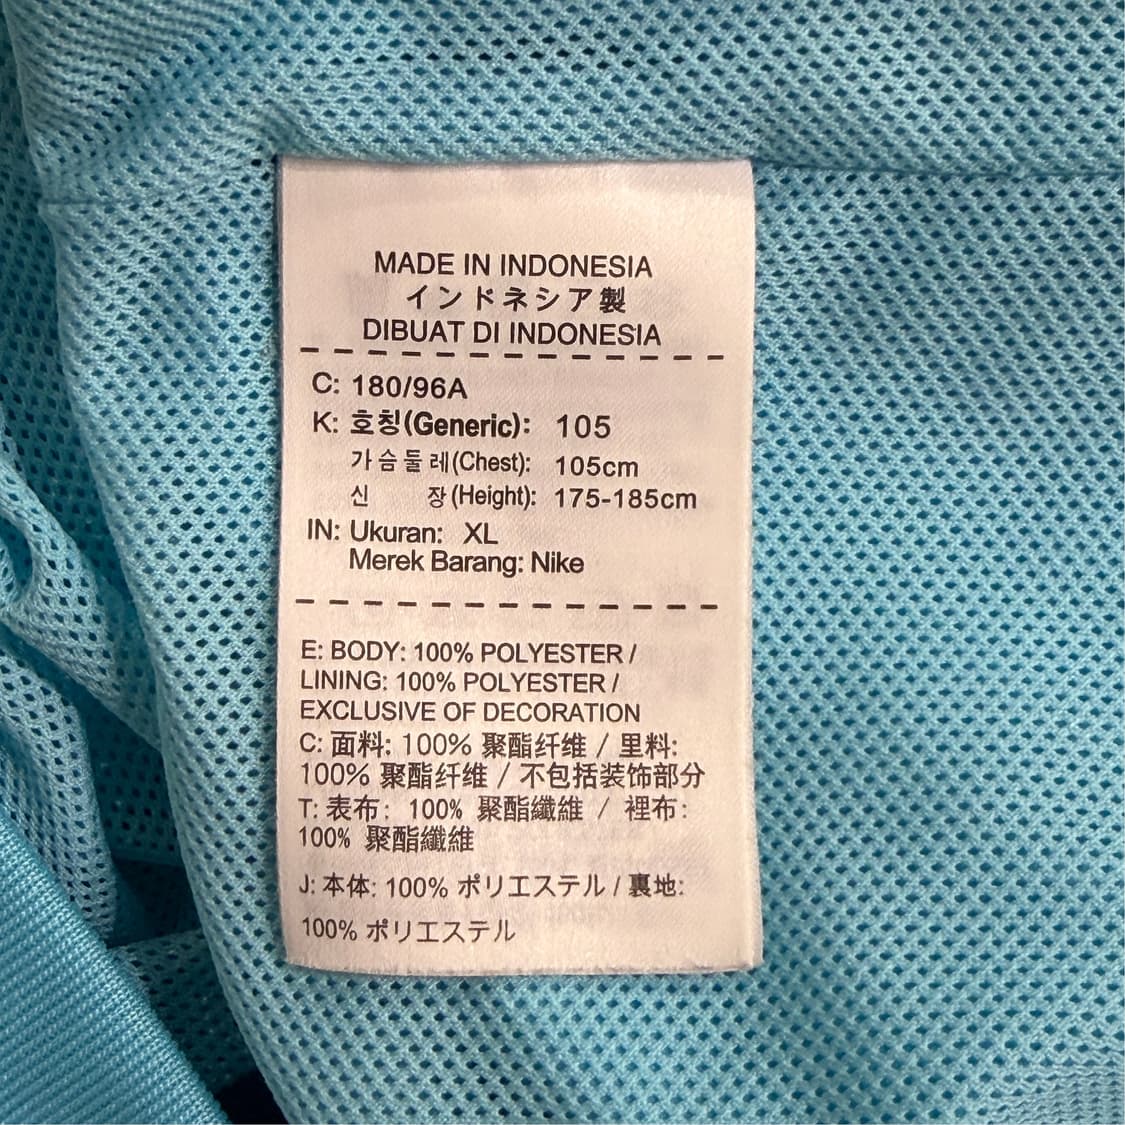 MADE IN INDONESIA
インドネシア製
DIBUAT DI INDONESIA
C: 180/96A
K: 호칭(Generic): 105
가슴둘레(Chest): 105cm
신 장(Height): 175-185cm
IN: Ukuran: XL
Merek Barang: Nike
E: BODY: 100% POLYESTER /
LINING: 100% POLYESTER /
EXCLUSIVE OF DECORATION
C: 面料: 100% 聚酯纤维 / 里料:
100% 聚酯纤维 / 不包括装饰部分
T: 表布: 100% 聚酯纖維 / 裡布:
100% 聚酯纖維
J: 本体: 100% ポリエステル / 裏地:
100% ポリエステル